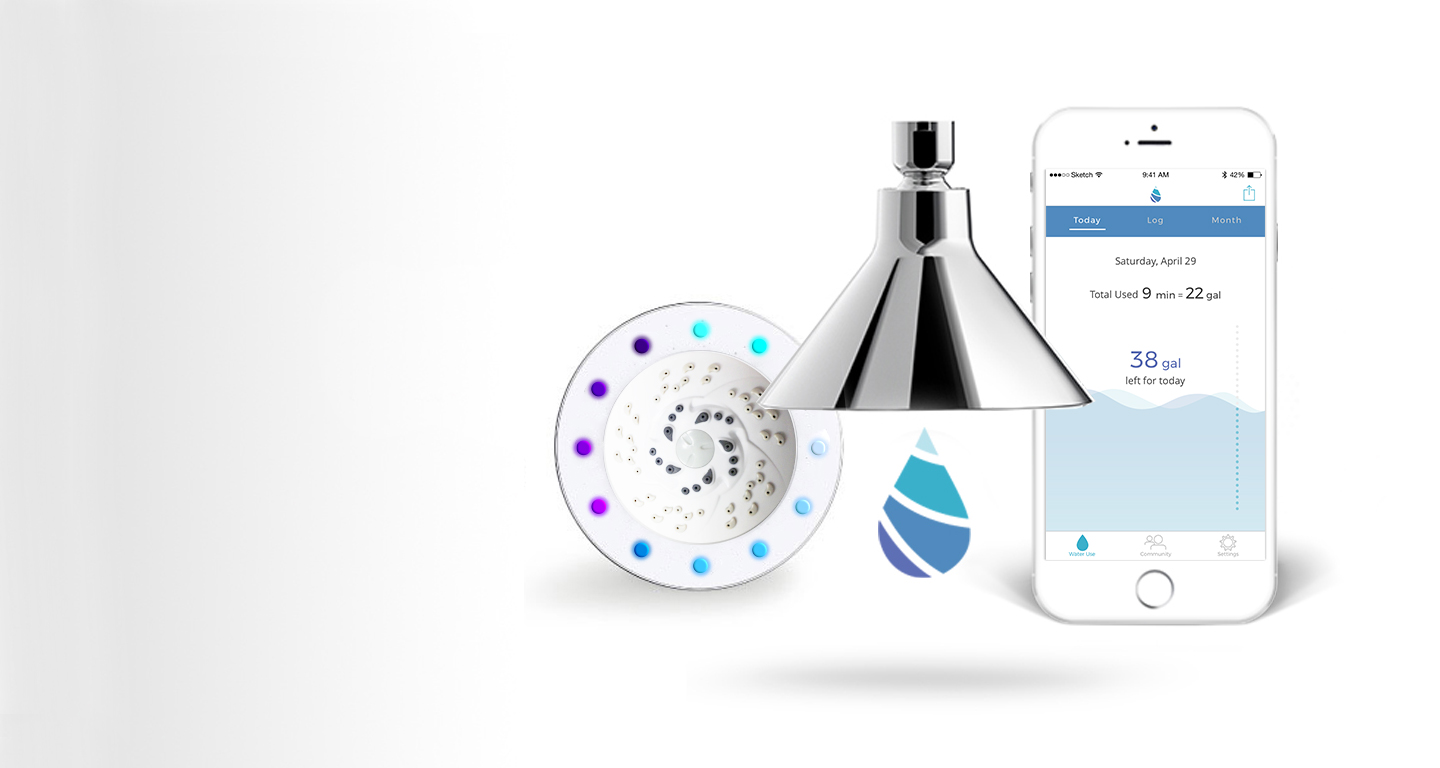 Sketch 9:41 AM 42%
Today Log Month
Saturday, April 29
Total Used 9 min = 22 gal
38 gal
left for today
Water Use Community Settings